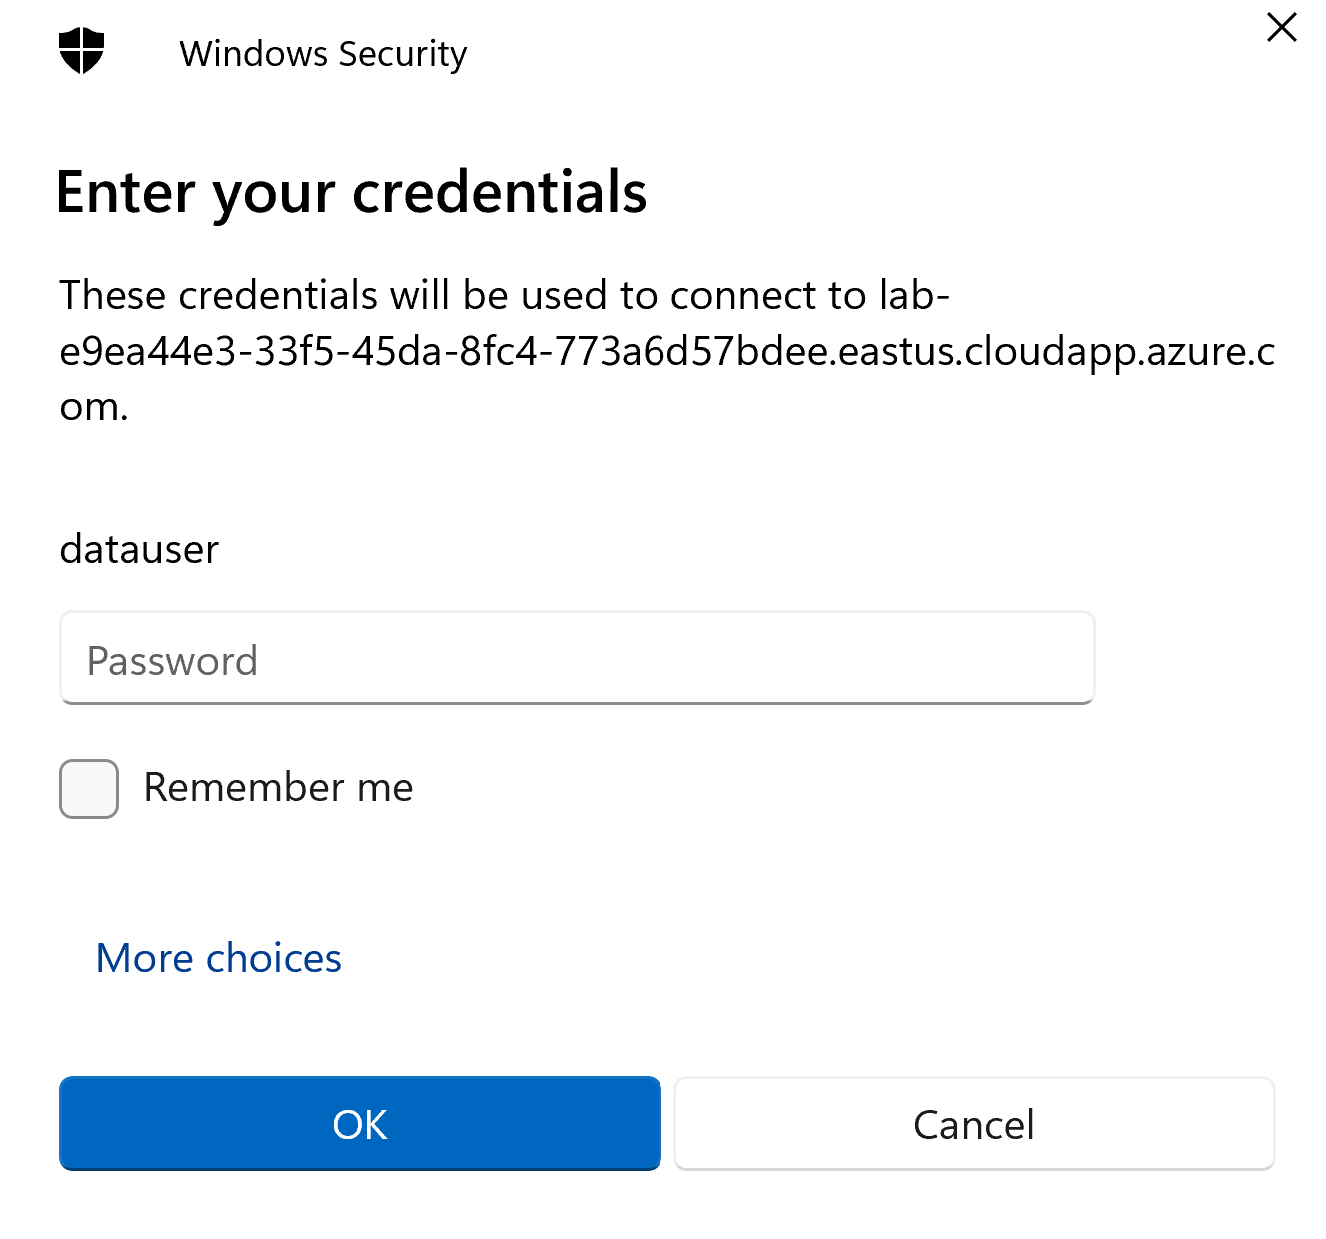 Windows Security
Enter your credentials
These credentials will be used to connect to lab-
e9ea44e3-33f5-45da-8fc4-773a6d57bdee.eastus.cloudapp.azure.c
om.
datauser
Password
Remember me
More choices
OK
Cancel